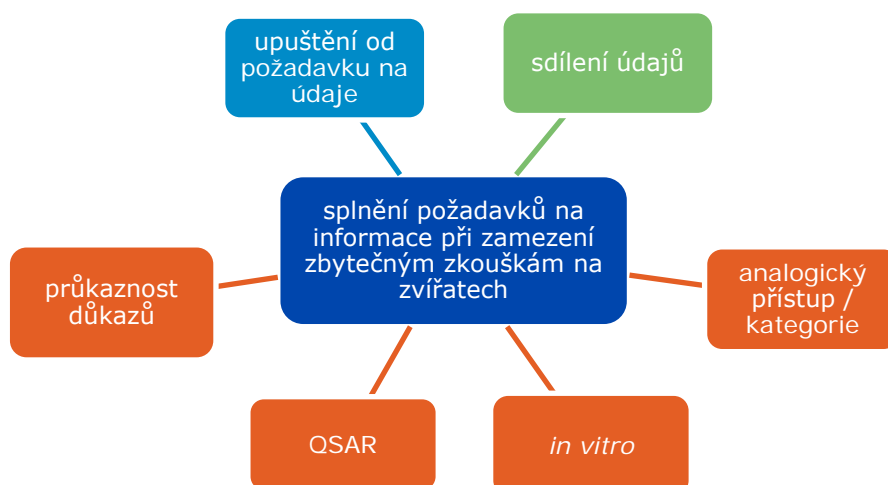 upuštění od
požadavku na
údaje
sdílení údajů
splnění požadavků na
informace při zamezení
zbytečným zkouškám na
zvířatech
průkaznost
důkazů
analogický
přístup /
kategorie
QSAR
in vitro